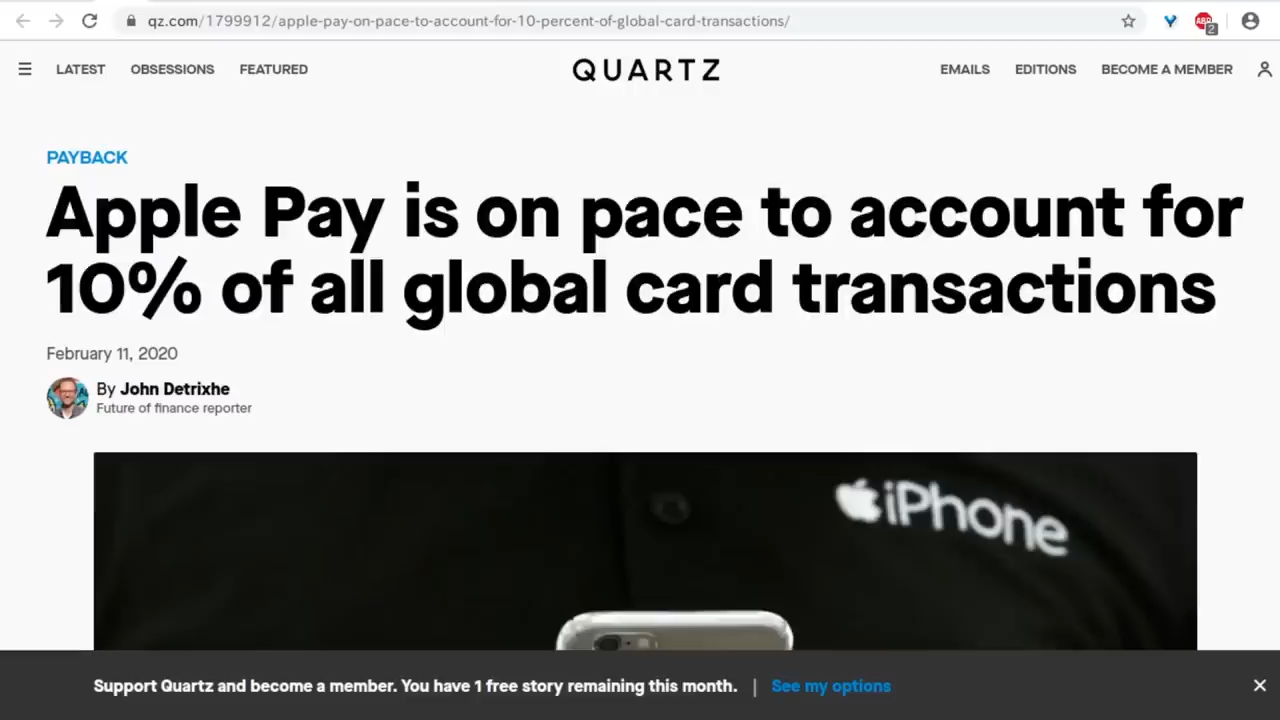 qz.com/1799912/apple-pay-on-pace-to-account-for-10-percent-of-global-card-transactions/
ABP
2
LATEST OBSESSIONS FEATURED QUARTZ EMAILS EDITIONS BECOME A MEMBER
PAYBACK
Apple Pay is on pace to account for
10% of all global card transactions
February 11, 2020
By John Detrixhe
Future of finance reporter
iPhone
Support Quartz and become a member. You have 1 free story remaining this month. | See my options